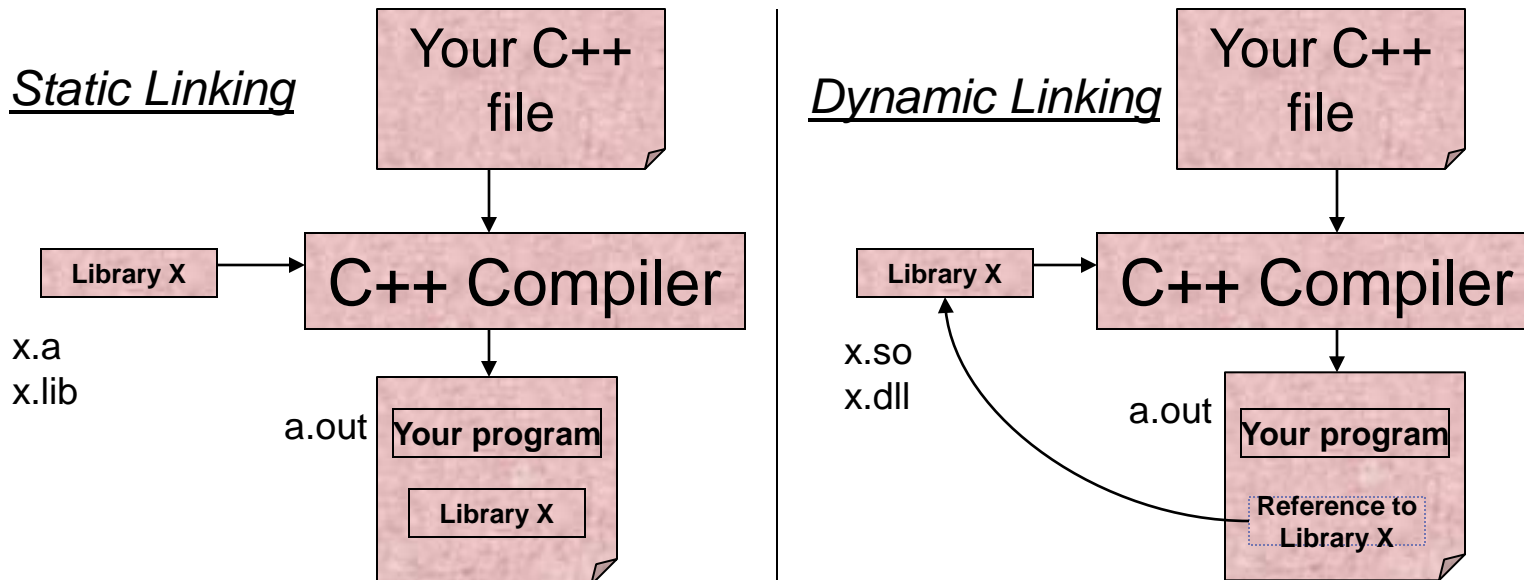 Static Linking
Your C++
file
Library X
C++ Compiler
x.a
x.lib
a.out
Your program
Library X
Dynamic Linking
Your C++
file
Library X
C++ Compiler
x.so
x.dll
a.out
Your program
Reference to
Library X